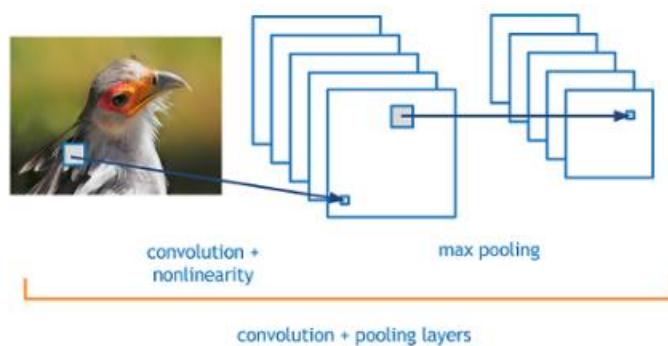 convolution +
nonlinearity
max pooling
convolution + pooling layers